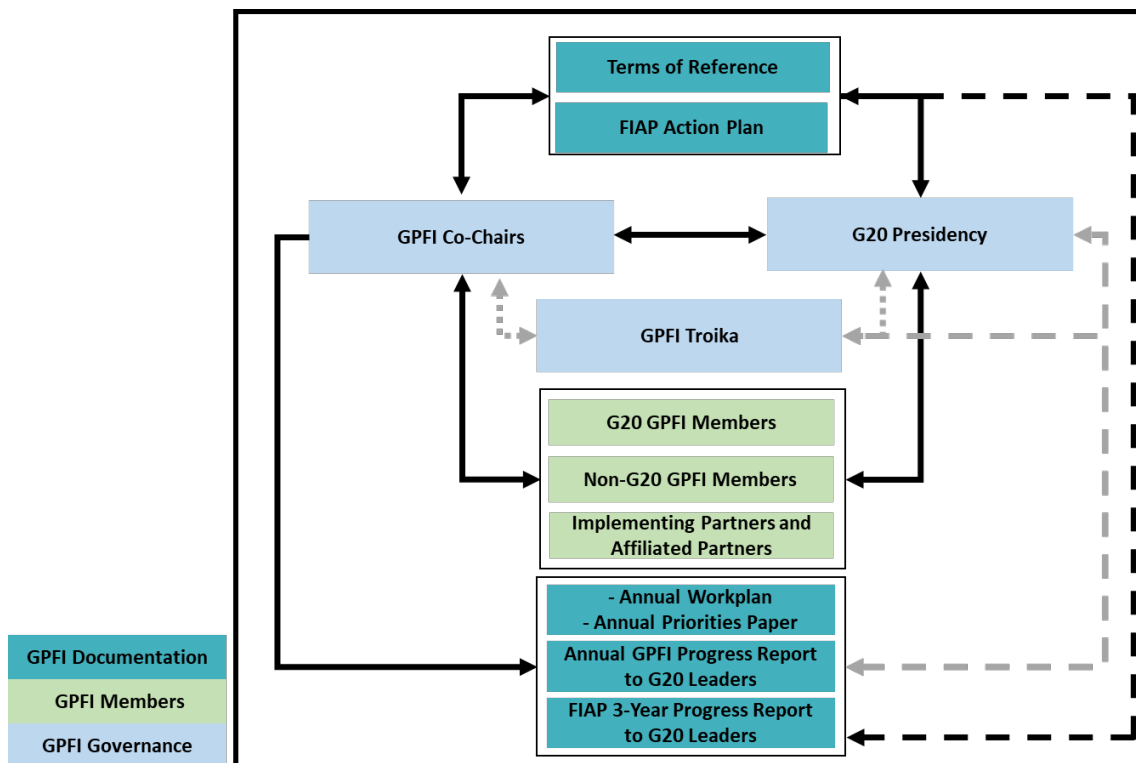 Terms of Reference
FIAP Action Plan
GPFI Co-Chairs
G20 Presidency
GPFI Troika
G20 GPFI Members
Non-G20 GPFI Members
Implementing Partners and
Affiliated Partners
- Annual Workplan
- Annual Priorities Paper
Annual GPFI Progress Report
to G20 Leaders
FIAP 3-Year Progress Report
to G20 Leaders
GPFI Documentation
GPFI Members
GPFI Governance